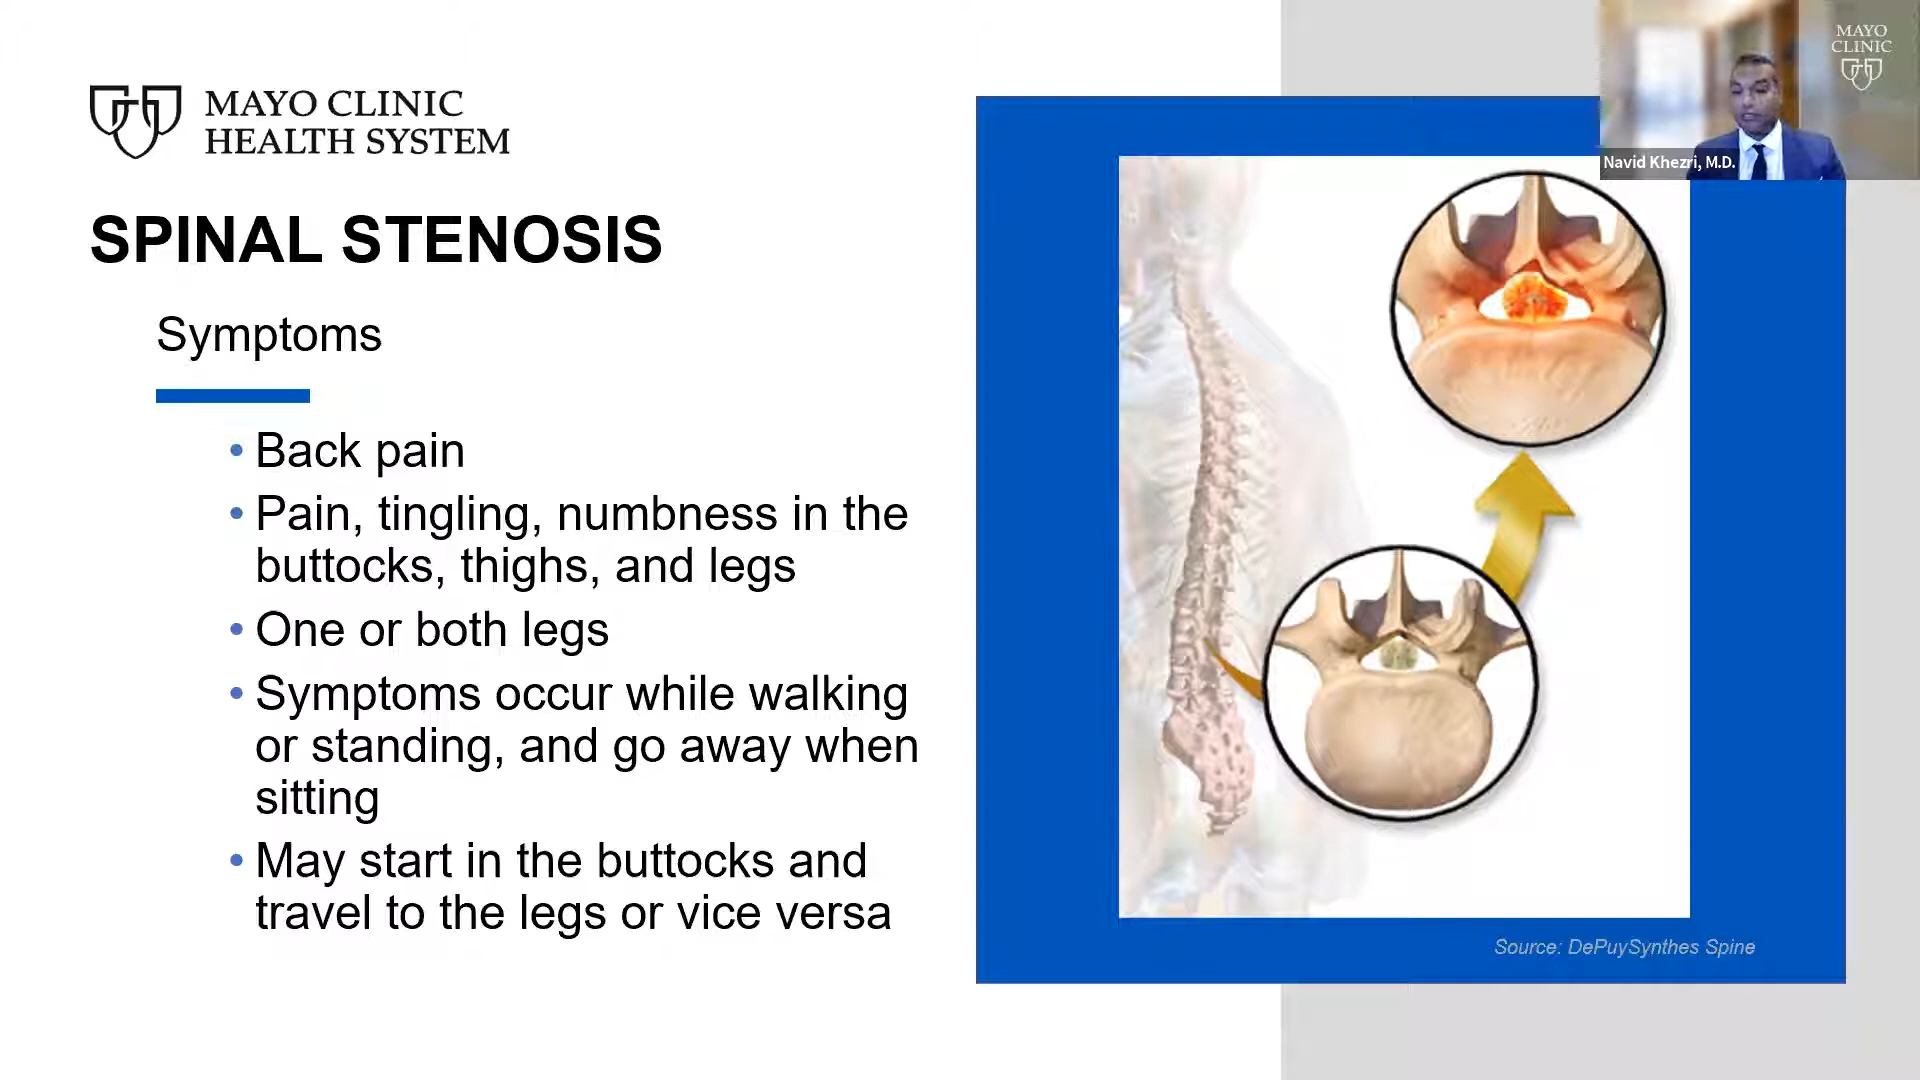 MAYO CLINIC
HEALTH SYSTEM
SPINAL STENOSIS
Symptoms
• Back pain
• Pain, tingling, numbness in the
buttocks, thighs, and legs
• One or both legs
• Symptoms occur while walking
or standing, and go away when
sitting
• May start in the buttocks and
travel to the legs or vice versa
MAYO
CLINIC
Navid Khezri, M.D.
Source: DePuySynthes Spine